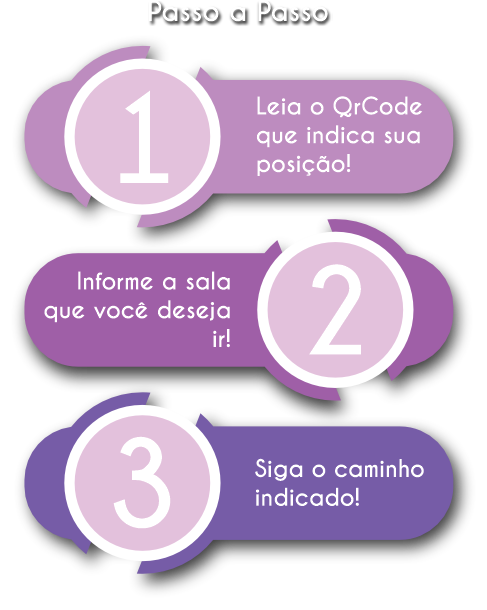 Passo a Passo
1
Leia o QrCode
que indica sua
posição!
Informe a sala
que você deseja
ir!
2
3
Siga o caminho
indicado!